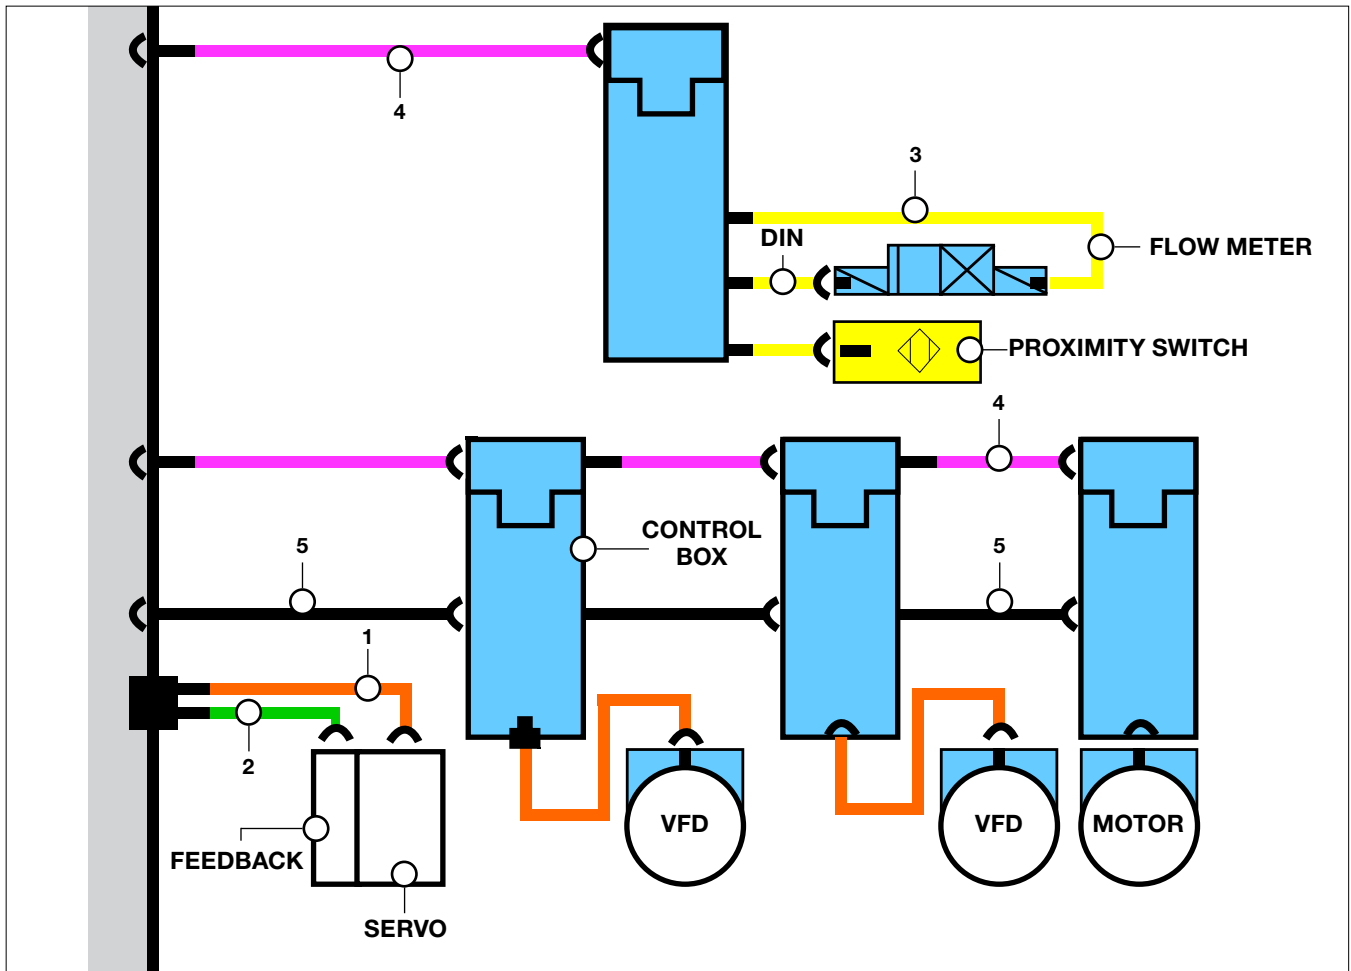 4
3
DIN
FLOW METER
PROXIMITY SWITCH
4
CONTROL
BOX
5
5
1
2
VFD
VFD
MOTOR
FEEDBACK
SERVO